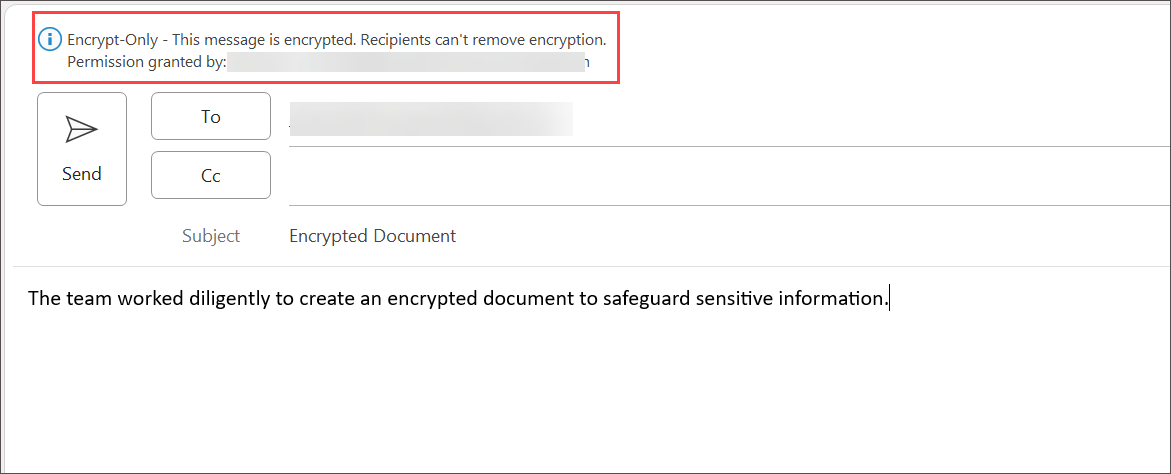 Encrypt-Only - This message is encrypted. Recipients can't remove encryption.
Permission granted by:
To
Send
Cc
Subject Encrypted Document
The team worked diligently to create an encrypted document to safeguard sensitive information.